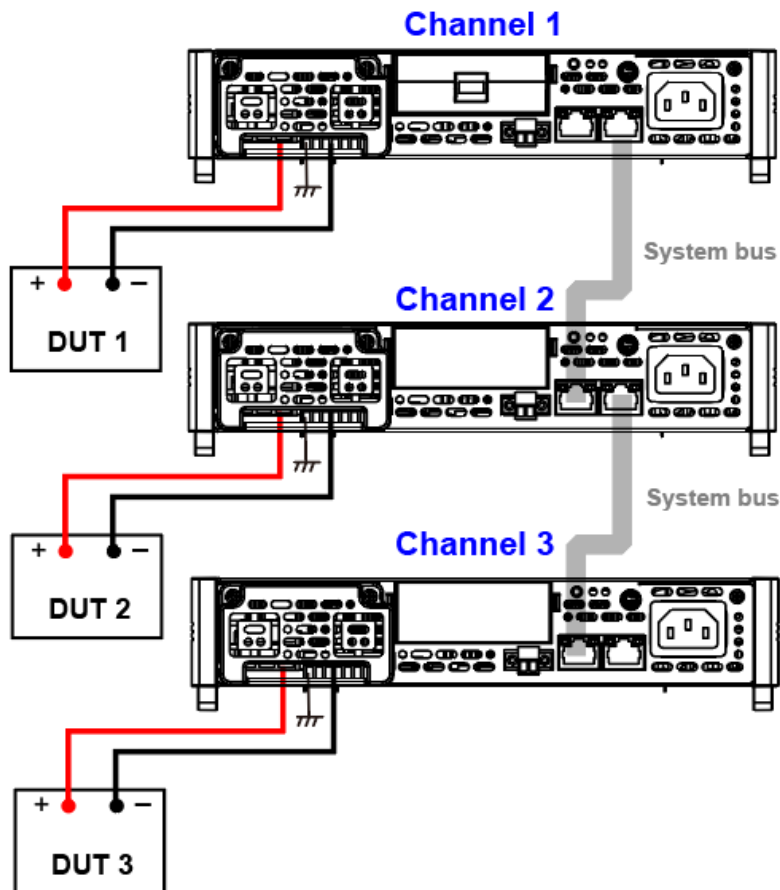 Channel 1
System bus
+ −
DUT 1
Channel 2
System bus
+ −
DUT 2
Channel 3
+ −
DUT 3